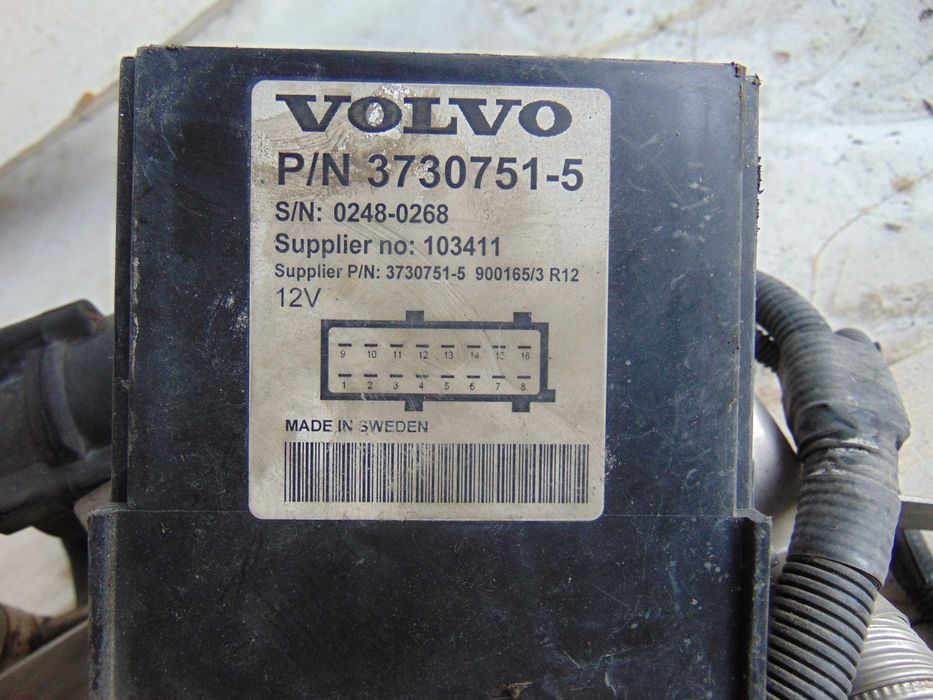 VOLVO
P/N 3730751-5
S/N: 0248-0268
Supplier no: 103411
Supplier P/N: 3730751-5 900165/3 R12
12V
9 10 11 12 13 14 15 16
1 2 3 4 5 6 7 8
MADE IN SWEDEN